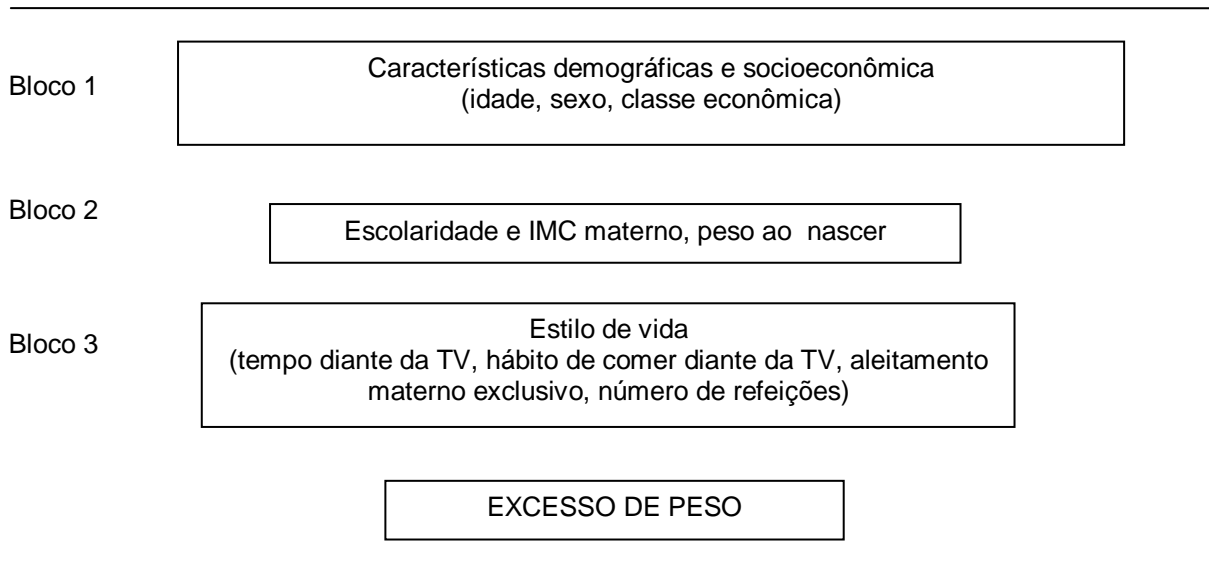 Bloco 1
Características demográficas e socioeconômica
(idade, sexo, classe econômica)
Bloco 2
Escolaridade e IMC materno, peso ao nascer
Bloco 3
Estilo de vida
(tempo diante da TV, hábito de comer diante da TV, aleitamento
materno exclusivo, número de refeições)
EXCESSO DE PESO